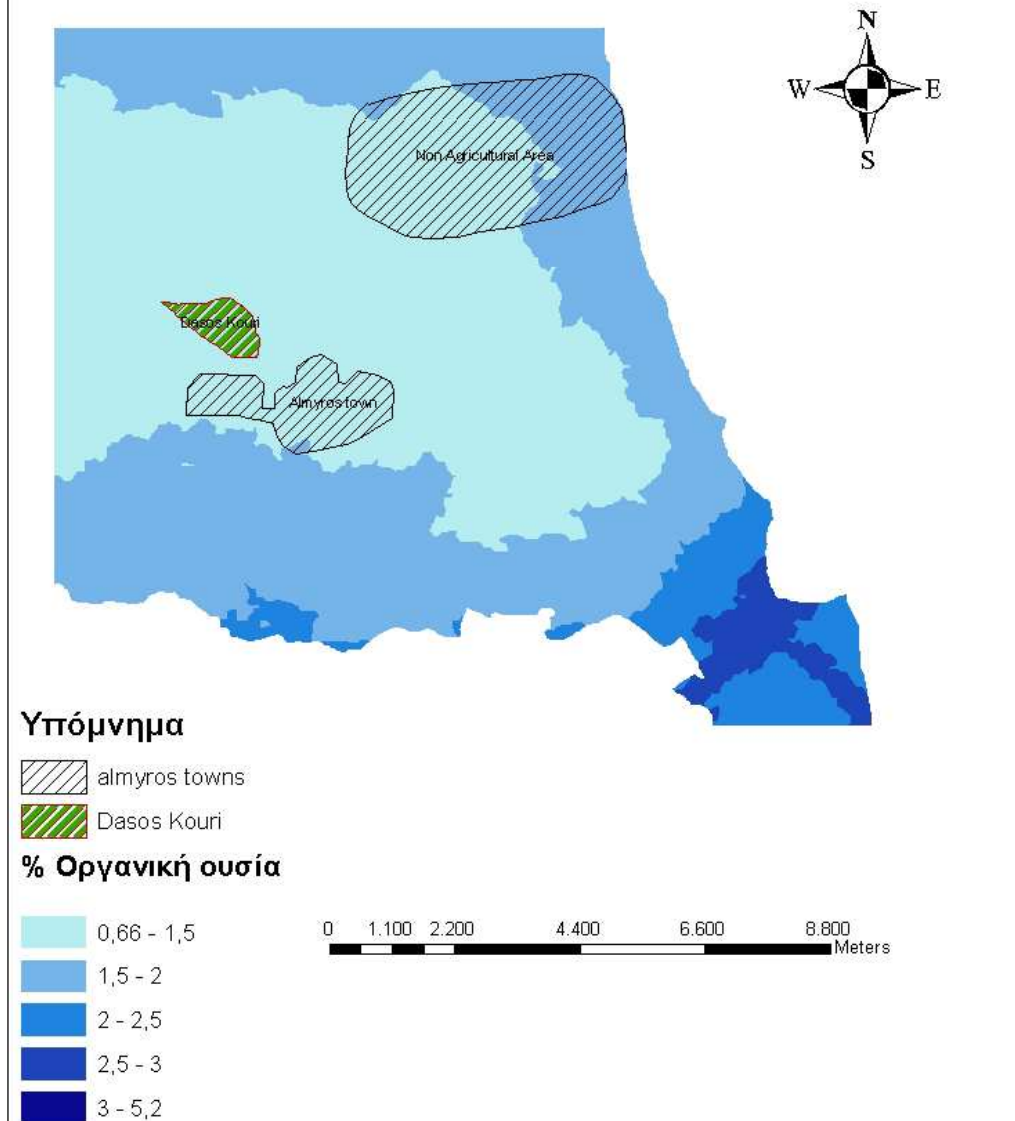 N
W E
S
Non Agricultural Area
Dasos Kouri
Almyros town
Υπόμνημα
almyros towns
Dasos Kouri
% Οργανική ουσία
0,66 - 1,5
1,5 - 2
2 - 2,5
2,5 - 3
3 - 5,2
0 1.100 2.200 4.400 6.600 8.800
Meters